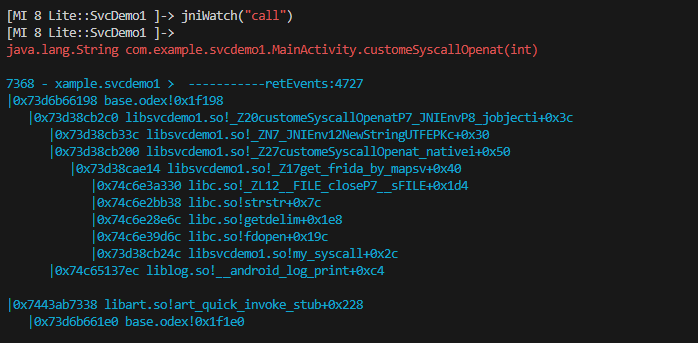 [MI 8 Lite::SvcDemo1 ]-> jniWatch("call")
[MI 8 Lite::SvcDemo1 ]->
java.lang.String com.example.svcdemo1.MainActivity.customeSyscallOpenat(int)
7368 - xample.svcdemo1 >  -----------retEvents:4727
|0x73d6b66198 base.odex!0x1f198
|0x73d38cb2c0 libsvcdemo1.so!_Z20customeSyscallOpenatP7_JNIEnvP8_jobjecti+0x3c
|0x73d38cb33c libsvcdemo1.so!_ZN7_JNIEnv12NewStringUTFEPKc+0x30
|0x73d38cb200 libsvcdemo1.so!_Z27customeSyscallOpenat_nativei+0x50
|0x73d38cae14 libsvcdemo1.so!_Z17get_frida_by_mapsv+0x40
|0x74c6e3a330 libc.so!_ZL12__FILE_closeP7__sFILE+0x1d4
|0x74c6e2bb38 libc.so!strstr+0x7c
|0x74c6e28e6c libc.so!getdelim+0x1e8
|0x74c6e39d6c libc.so!fdopen+0x19c
|0x73d38cb24c libsvcdemo1.so!my_syscall+0x2c
|0x74c65137ec liblog.so!__android_log_print+0xc4
|0x7443ab7338 libart.so!art_quick_invoke_stub+0x228
|0x73d6b661e0 base.odex!0x1f1e0